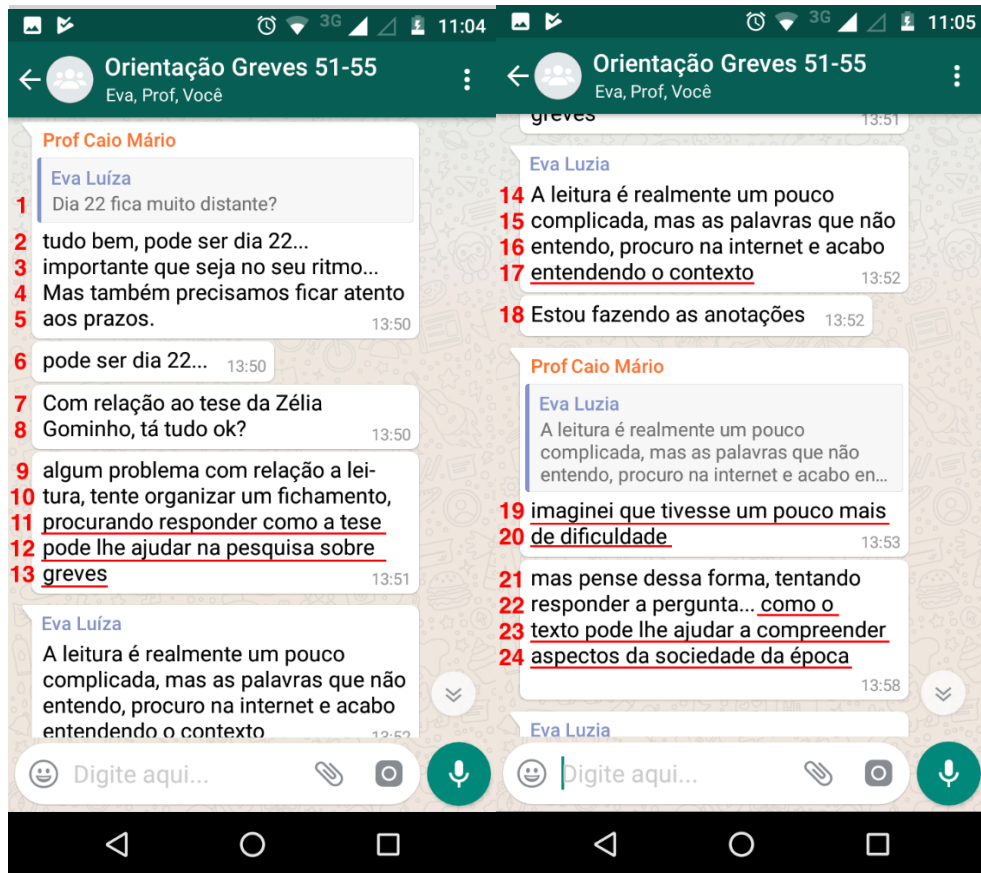 3G 11:04
Orientação Greves 51-55
Eva, Prof, Você
Prof Caio Mário
Eva Luíza
1 Dia 22 fica muito distante?
2 tudo bem, pode ser dia 22...
3 importante que seja no seu ritmo...
4 Mas também precisamos ficar atento
5 aos prazos. 13:50
6 pode ser dia 22... 13:50
7 Com relação ao tese da Zélia
8 Gominho, tá tudo ok? 13:50
9 algum problema com relação a lei-
10 tura, tente organizar um fichamento,
11 procurando responder como a tese
12 pode lhe ajudar na pesquisa sobre
13 greves 13:51
Eva Luíza
A leitura é realmente um pouco
complicada, mas as palavras que não
entendo, procuro na internet e acabo
entendendo o contexto 13:52
Digite aqui...
3G 11:05
Orientação Greves 51-55
Eva, Prof, Você
greves 13:51
Eva Luzia
14 A leitura é realmente um pouco
15 complicada, mas as palavras que não
16 entendo, procuro na internet e acabo
17 entendendo o contexto 13:52
18 Estou fazendo as anotações 13:52
Prof Caio Mário
Eva Luzia
A leitura é realmente um pouco
complicada, mas as palavras que não
entendo, procuro na internet e acabo en...
19 imaginei que tivesse um pouco mais
20 de dificuldade 13:53
21 mas pense dessa forma, tentando
22 responder a pergunta... como o
23 texto pode lhe ajudar a compreender
24 aspectos da sociedade da época
13:58
Eva Luzia
Digite aqui...